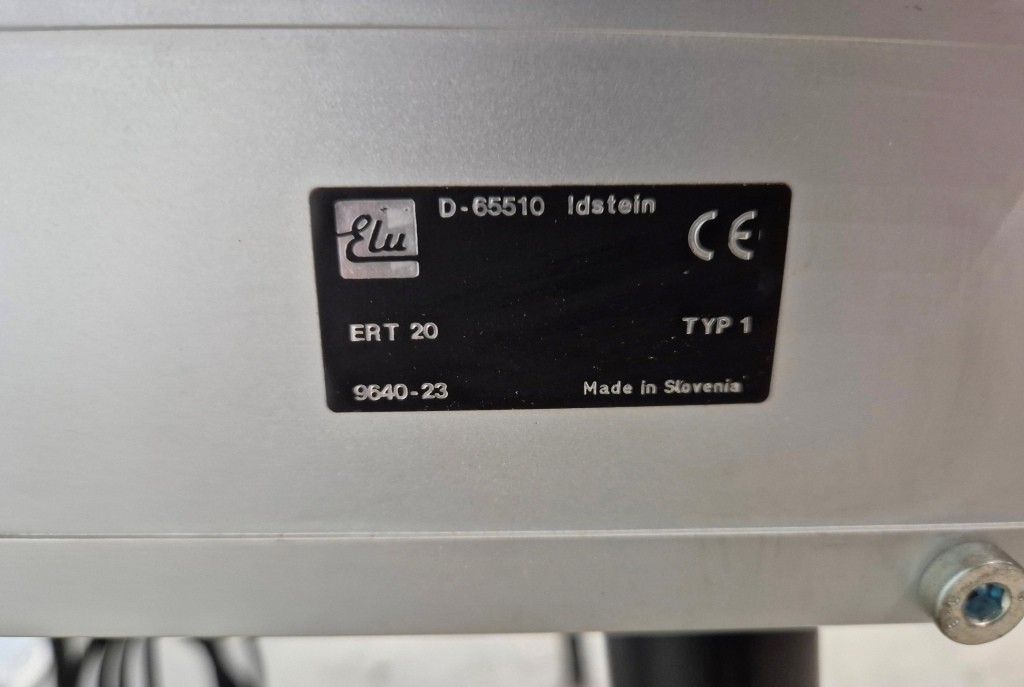 Elu D-65510 Idstein CE
ERT 20 TYP 1
9640-23 Made in Slovenia